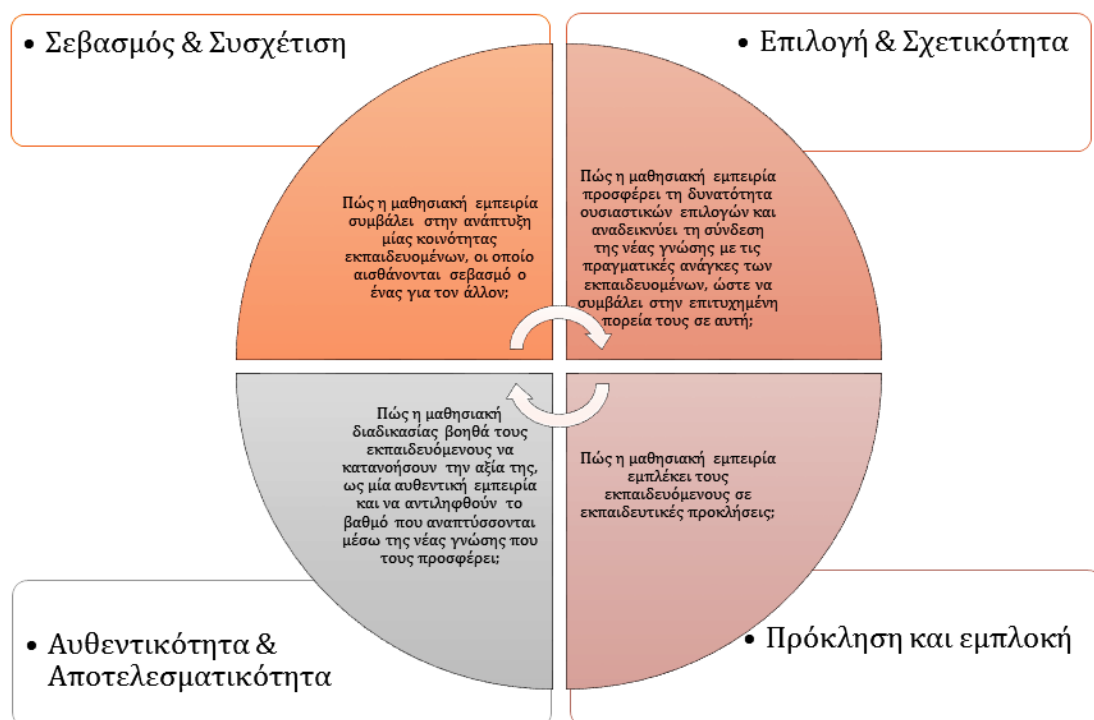 • Σεβασμός & Συσχέτιση
• Επιλογή & Σχετικότητα
Πώς η μαθησιακή εμπειρία
συμβάλει στην ανάπτυξη
μίας κοινότητας
εκπαιδευομένων, οι οποίο
αισθάνονται σεβασμό ο
ένας για τον άλλον;
Πώς η μαθησιακή εμπειρία
προσφέρει τη δυνατότητα
ουσιαστικών επιλογών και
αναδεικνύει τη σύνδεση
της νέας γνώσης με τις
πραγματικές ανάγκες των
εκπαιδευομένων, ώστε να
συμβάλει στην επιτυχημένη
πορεία τους σε αυτή;
Πώς η μαθησιακή
διαδικασίας βοηθά τους
εκπαιδευόμενους να
κατανοήσουν την αξία της,
ως μία αυθεντική εμπειρία
και να αντιληφθούν το
βαθμό που αναπτύσσονται
μέσω της νέας γνώσης που
τους προσφέρει;
Πώς η μαθησιακή εμπειρία
εμπλέκει τους
εκπαιδευόμενους σε
εκπαιδευτικές προκλήσεις;
• Αυθεντικότητα &
Αποτελεσματικότητα
• Πρόκληση και εμπλοκή